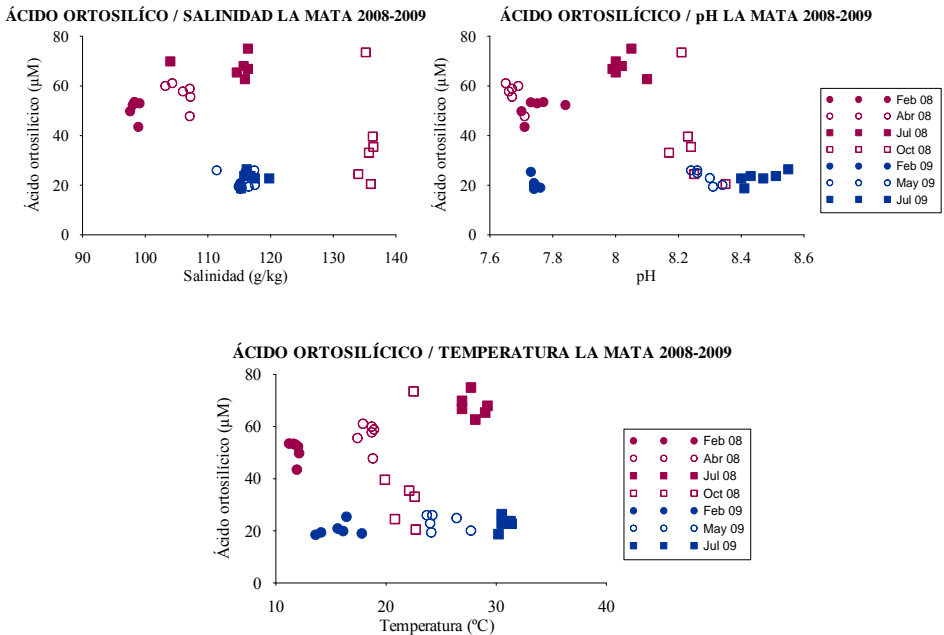 ÁCIDO ORTOSILÍCO / SALINIDAD LA MATA 2008-2009
Ácido ortosilícico (µM)
80
60
40
20
0
90
100
110
120
130
140
Salinidad (g/kg)
ÁCIDO ORTOSILÍCICO / pH LA MATA 2008-2009
Ácido ortosilícico (µM)
80
60
40
20
0
7.6
7.8
8
8.2
8.4
8.6
pH
Feb 08
Abr 08
Jul 08
Oct 08
Feb 09
May 09
Jul 09
ÁCIDO ORTOSILÍCICO / TEMPERATURA LA MATA 2008-2009
Ácido ortosilícico (µM)
80
60
40
20
0
10
20
30
40
Temperatura (ºC)
Feb 08
Abr 08
Jul 08
Oct 08
Feb 09
May 09
Jul 09